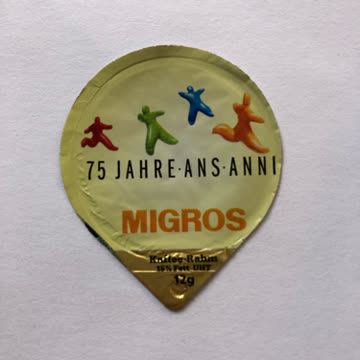 75 JAHRE·ANS·ANNI
MIGROS
Kaffee-Rahm
15% Fett UHT
12g